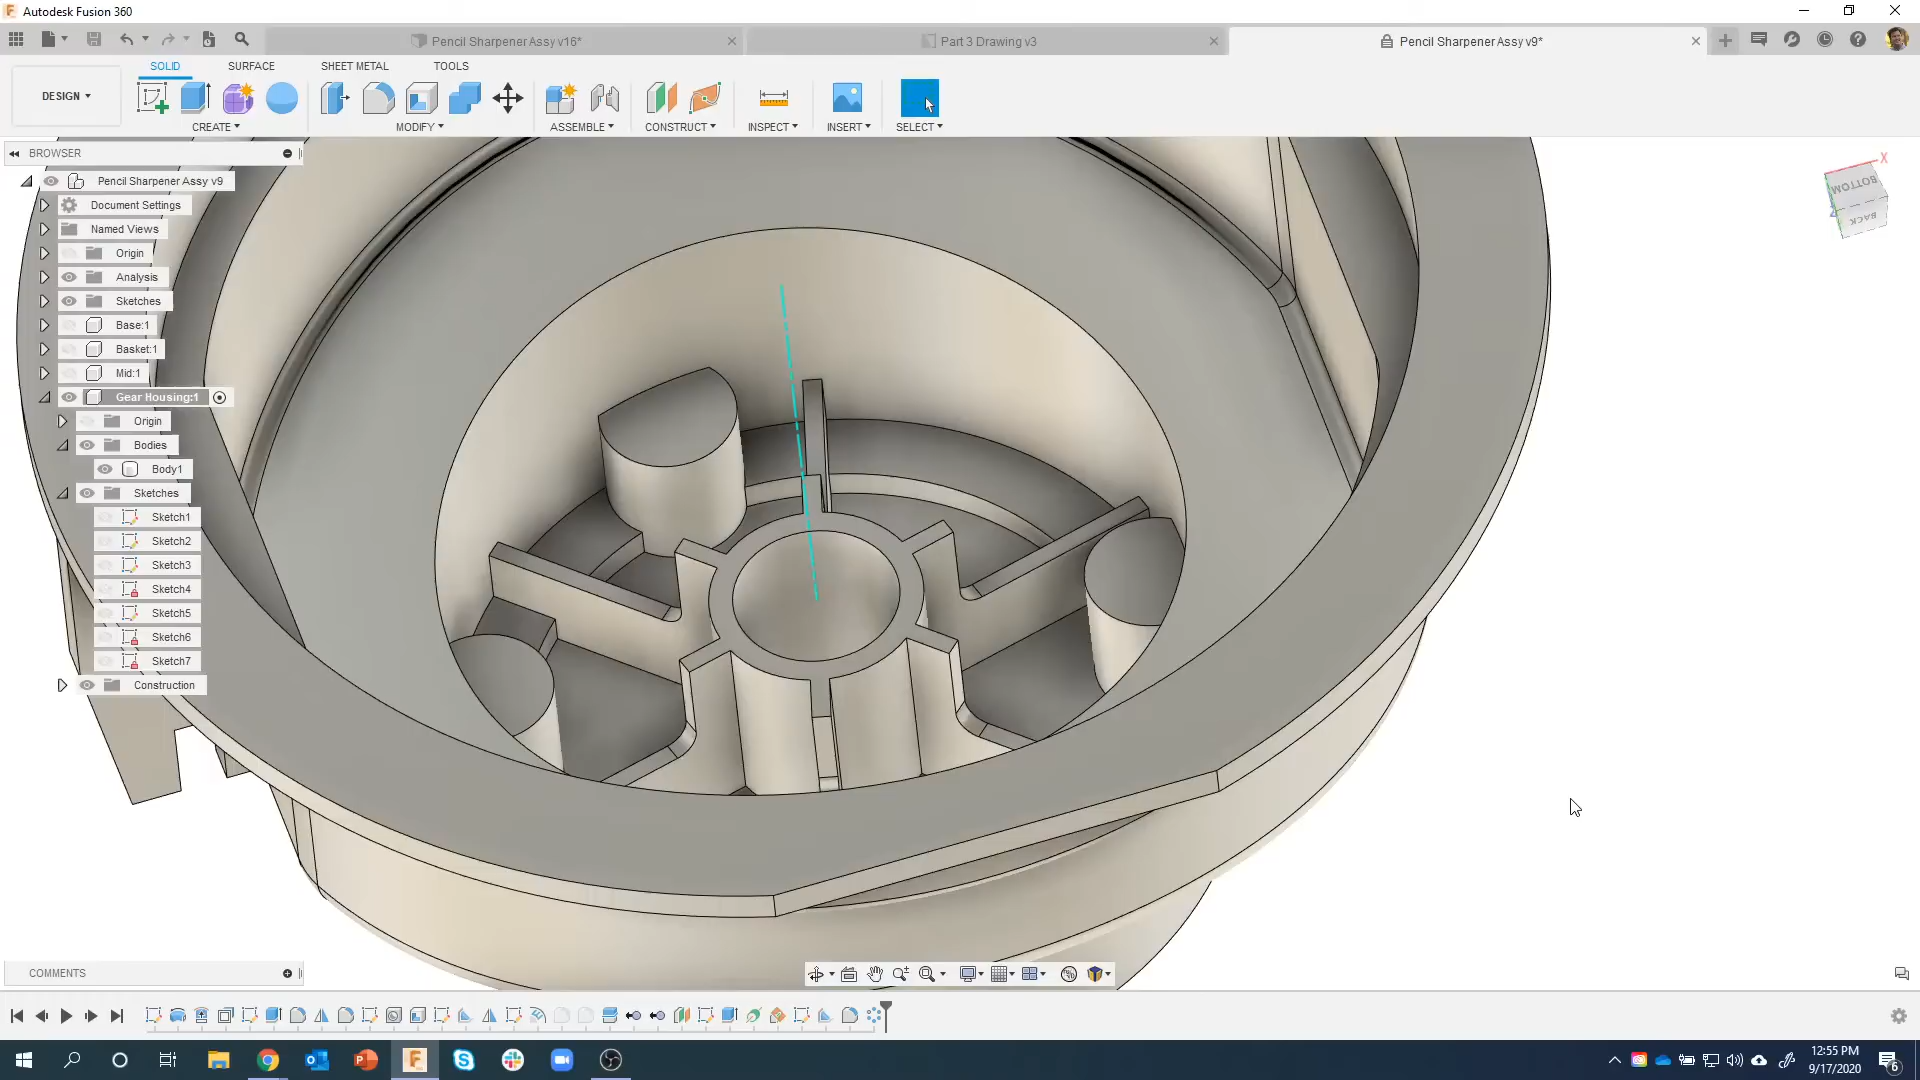 Autodesk Fusion 360
Pencil Sharpener Assy v16*
Part 3 Drawing v3
Pencil Sharpener Assy v9*
DESIGN
SOLID
SURFACE
SHEET METAL
TOOLS
CREATE
MODIFY
ASSEMBLE
CONSTRUCT
INSPECT
INSERT
SELECT
BROWSER
Pencil Sharpener Assy v9
Document Settings
Named Views
Origin
Analysis
Sketches
Base:1
Basket:1
Mid:1
Gear Housing:1
Origin
Bodies
Body1
Sketches
Sketch1
Sketch2
Sketch3
Sketch4
Sketch5
Sketch6
Sketch7
Construction
X
BOTTOM
BACK
Z
COMMENTS
12:55 PM
9/17/2020
6